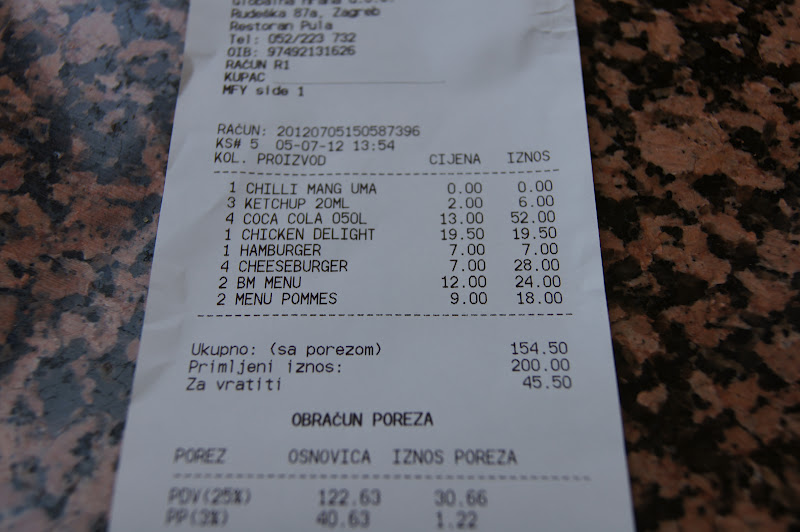 Globalna hrana d.o.o.
Rudeška 87a, Zagreb
Restoran Pula
Tel: 052/223 732
OIB: 97492131626
RAČUN R1
KUPAC
MFY side 1
RAČUN: 20120705150587396
KS# 5 05-07-12 13:54
KOL. PROIZVOD CIJENA IZNOS
1 CHILLI MANG UMA 0.00 0.00
3 KETCHUP 20ML 2.00 6.00
4 COCA COLA 050L 13.00 52.00
1 CHICKEN DELIGHT 19.50 19.50
1 HAMBURGER 7.00 7.00
4 CHEESEBURGER 7.00 28.00
2 BM MENU 12.00 24.00
2 MENU POMMES 9.00 18.00
Ukupno: (sa porezom) 154.50
Primljeni iznos: 200.00
Za vratiti 45.50
OBRAČUN POREZA
POREZ OSNOVICA IZNOS POREZA
PDV(25%) 122.63 30.66
PP(3%) 40.63 1.22